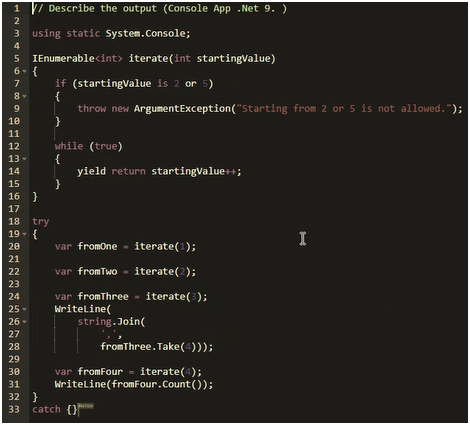 1 // Describe the output (Console App .Net 9. )
2
3 using static System.Console;
4
5 IEnumerable<int> iterate(int startingValue)
6 {
7 if (startingValue is 2 or 5)
8 {
9 throw new ArgumentException("Starting from 2 or 5 is not allowed.");
10 }
11
12 while (true)
13 {
14 yield return startingValue++;
15 }
16 }
17
18 try
19 {
20 var fromOne = iterate(1);
21
22 var fromTwo = iterate(2);
23
24 var fromThree = iterate(3);
25 WriteLine(
26 string.Join(
27 ',',
28 fromThree.Take(4)));
29
30 var fromFour = iterate(4);
31 WriteLine(fromFour.Count());
32 }
33 catch {}